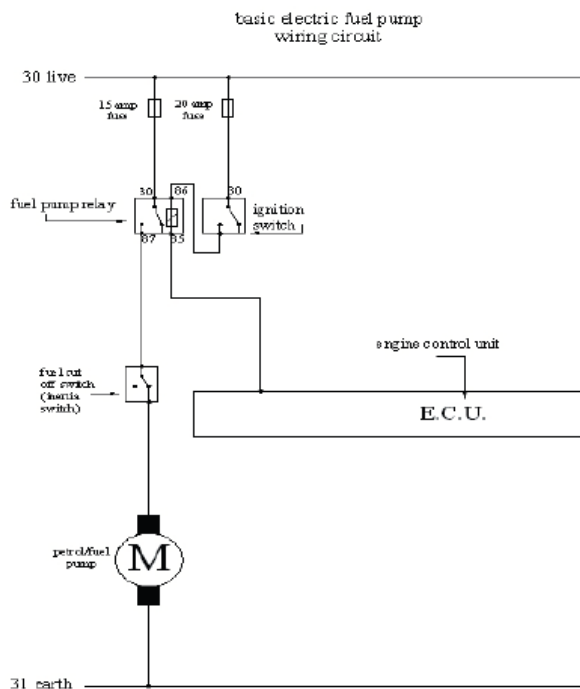 basic electric fuel pump
wiring circuit
30 live
15 amp
fuse
20 amp
fuse
30
86
30
fuel pump relay
ignition
switch
87
85
engine control unit
fuel cut
off switch
(inertia
switch)
E.C.U.
M
petrol/fuel
pump
31 earth